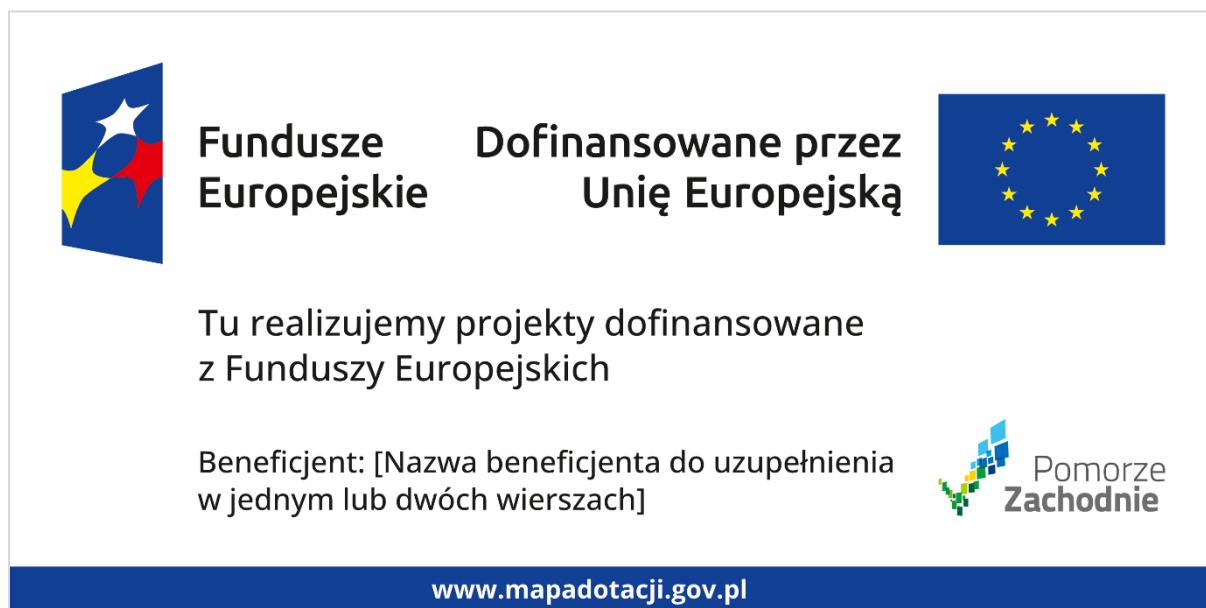 Fundusze
Europejskie
Dofinansowane przez
Unię Europejską
Tu realizujemy projekty dofinansowane
z Funduszy Europejskich
Beneficjent: [Nazwa beneficjenta do uzupełnienia
w jednym lub dwóch wierszach]
Pomorze
Zachodnie
www.mapadotacji.gov.pl